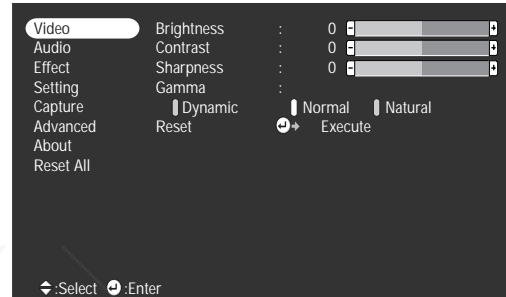 Video Brightness : 0 - +
Audio Contrast : 0 - +
Effect Sharpness : 0 - +
Setting Gamma :
Capture Dynamic Normal Natural
Advanced Reset Execute
About
Reset All
:Select :Enter